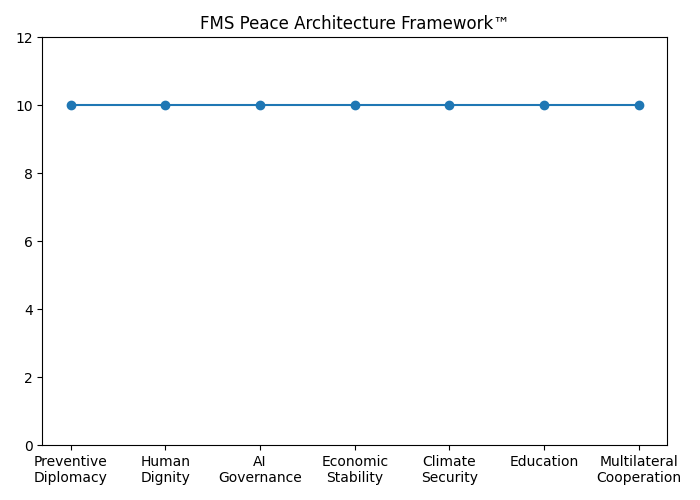 FMS Peace Architecture Framework™
12
10
8
6
4
2
0
Preventive
Diplomacy
Human
Dignity
AI
Governance
Economic
Stability
Climate
Security
Education
Multilateral
Cooperation